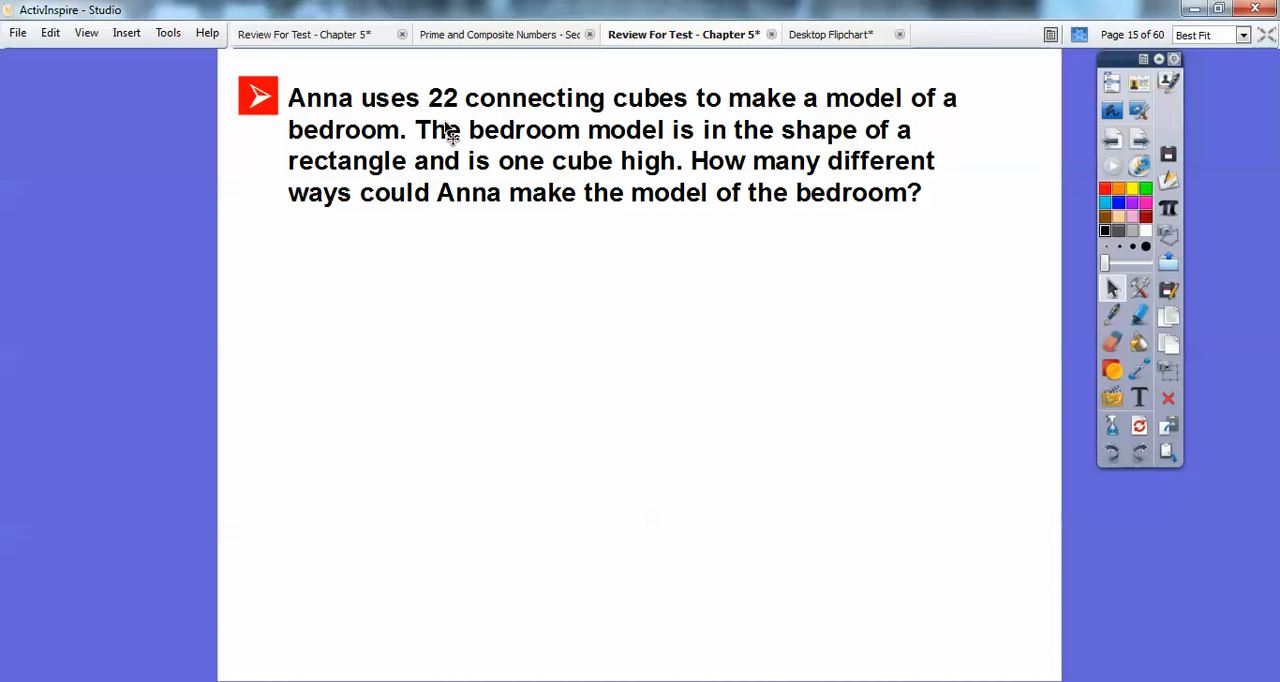 ActivInspire - Studio
File Edit View Insert Tools Help
Review For Test - Chapter 5* Prime and Composite Numbers - Sec Review For Test - Chapter 5* Desktop Flipchart* Page 15 of 60 Best Fit
Anna uses 22 connecting cubes to make a model of a
bedroom. The bedroom model is in the shape of a
rectangle and is one cube high. How many different
ways could Anna make the model of the bedroom?